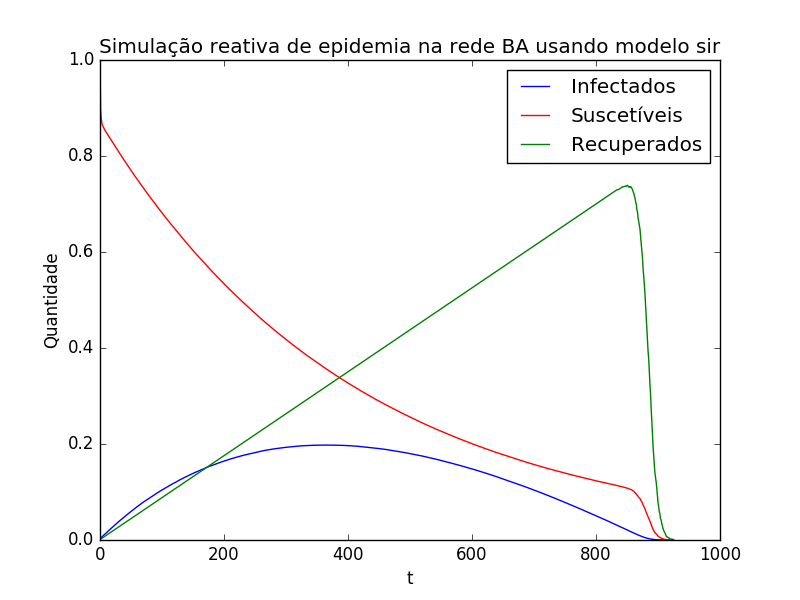 Simulação reativa de epidemia na rede BA usando modelo sir
Infectados
Suscetíveis
Recuperados
Quantidade
1.0
0.8
0.6
0.4
0.2
0.0
0 200 400 600 800 1000
t